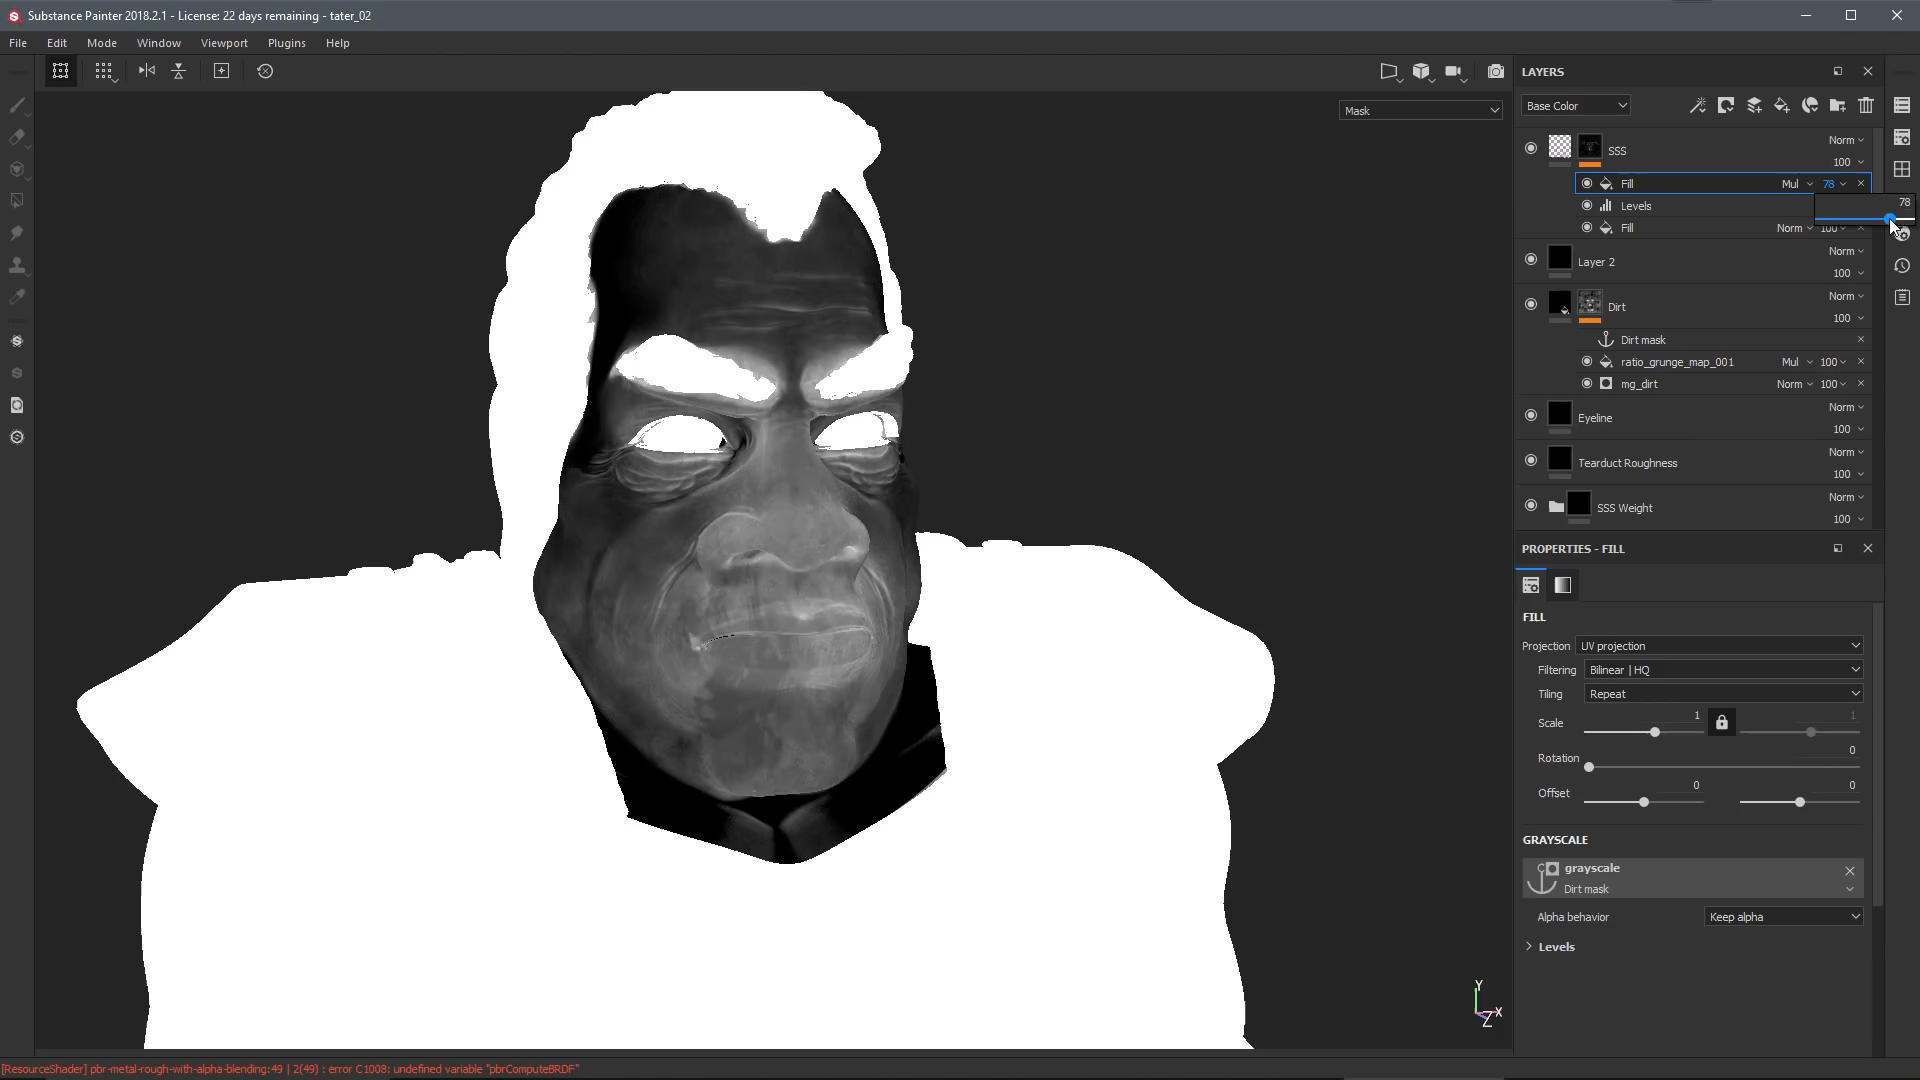 Substance Painter 2018.2.1 - License: 22 days remaining - tater_02
File Edit Mode Window Viewport Plugins Help
Mask
LAYERS
Base Color
Norm
SSS
100
Fill Mul 78
78
Levels
Fill Norm 100
Norm
Layer 2
100
Norm
Dirt
100
Dirt mask
ratio_grunge_map_001 Mul 100
mg_dirt Norm 100
Norm
Eyeline
100
Norm
Tearduct Roughness
100
Norm
SSS Weight
100
PROPERTIES - FILL
FILL
Projection UV projection
Filtering Bilinear | HQ
Tiling Repeat
Scale 1 1
Rotation 0
Offset 0 0
GRAYSCALE
grayscale
Dirt mask
Alpha behavior Keep alpha
Levels
Y
X
Z
[ResourceShader] pbr-metal-rough-with-alpha-blending:49 | 2(49) : error C1008: undefined variable "pbrComputeBRDF"